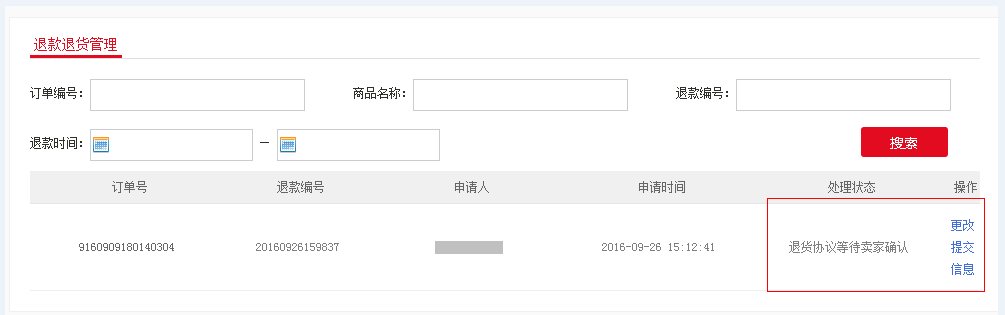 退款退货管理
订单编号： 商品名称： 退款编号：
退款时间： — 搜索
订单号 退款编号 申请人 申请时间 处理状态 操作
9160909180140304 20160926159837 2016-09-26 15:12:41 退货协议等待卖家确认 更改
提交
信息